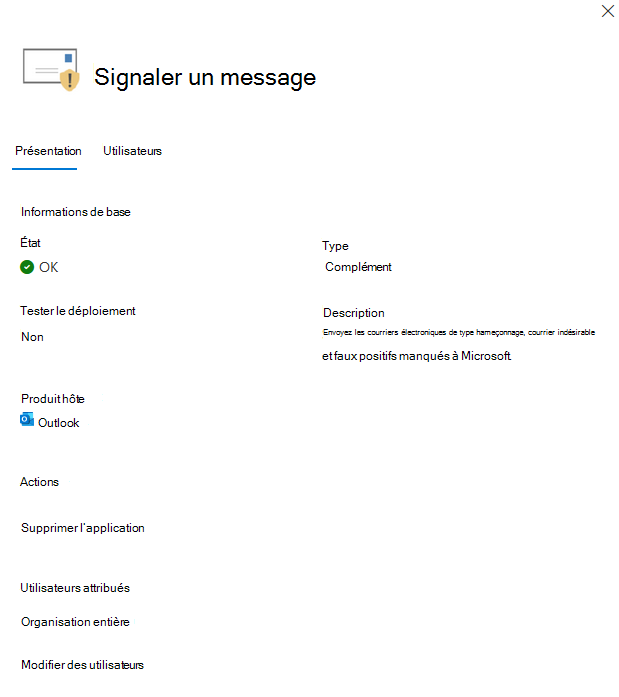 Signaler un message
Présentation
Utilisateurs
Informations de base
État
OK
Type
Complément
Tester le déploiement
Non
Description
Envoyez les courriers électroniques de type hameçonnage, courrier indésirable
et faux positifs manqués à Microsoft.
Produit hôte
Outlook
Actions
Supprimer l'application
Utilisateurs attribués
Organisation entière
Modifier des utilisateurs